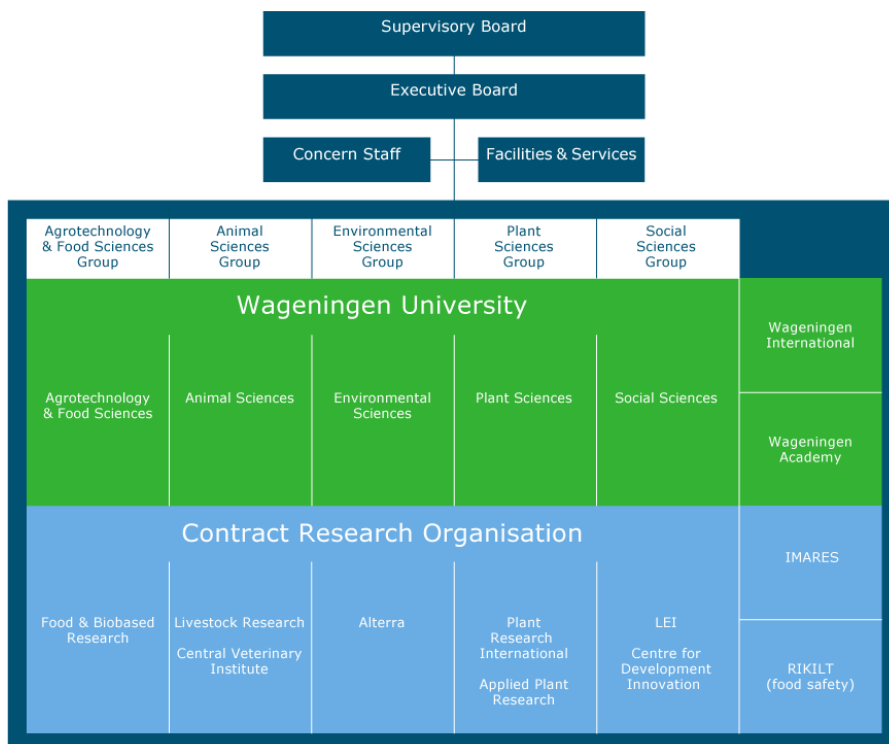 Supervisory Board
Executive Board
Concern Staff
Facilities & Services
Agrotechnology
& Food Sciences
Group
Animal
Sciences
Group
Environmental
Sciences
Group
Plant
Sciences
Group
Social
Sciences
Group
Wageningen University
Agrotechnology
& Food Sciences
Animal Sciences
Environmental
Sciences
Plant Sciences
Social Sciences
Wageningen
International
Wageningen
Academy
Contract Research Organisation
Food & Biobased
Research
Livestock Research
Central Veterinary
Institute
Alterra
Plant
Research
International
Applied Plant
Research
LEI
Centre for
Development
Innovation
IMARES
RIKILT
(food safety)